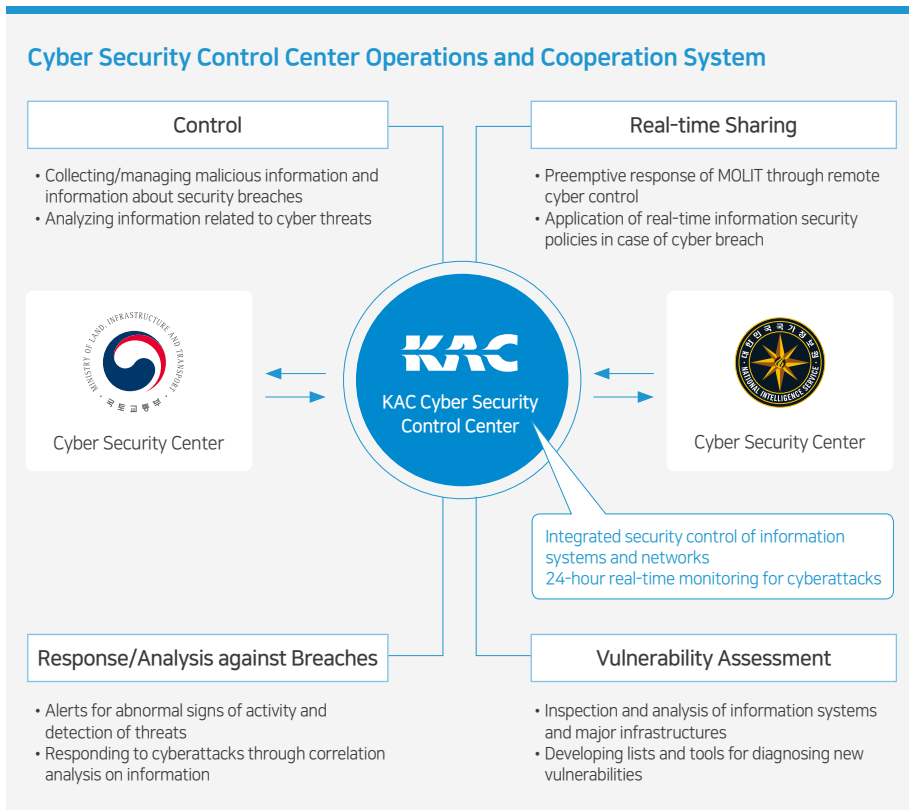 Cyber Security Control Center Operations and Cooperation System
Control
• Collecting/managing malicious information and
information about security breaches
• Analyzing information related to cyber threats
Real-time Sharing
• Preemptive response of MOLIT through remote
cyber control
• Application of real-time information security
policies in case of cyber breach
MINISTRY OF LAND, INFRASTRUCTURE AND TRANSPORT
국토교통부
Cyber Security Center
KAC
KAC Cyber Security
Control Center
대한민국국가정보원
NATIONAL INTELLIGENCE SERVICE
Cyber Security Center
Integrated security control of information
systems and networks
24-hour real-time monitoring for cyberattacks
Response/Analysis against Breaches
• Alerts for abnormal signs of activity and
detection of threats
• Responding to cyberattacks through correlation
analysis on information
Vulnerability Assessment
• Inspection and analysis of information systems
and major infrastructures
• Developing lists and tools for diagnosing new
vulnerabilities